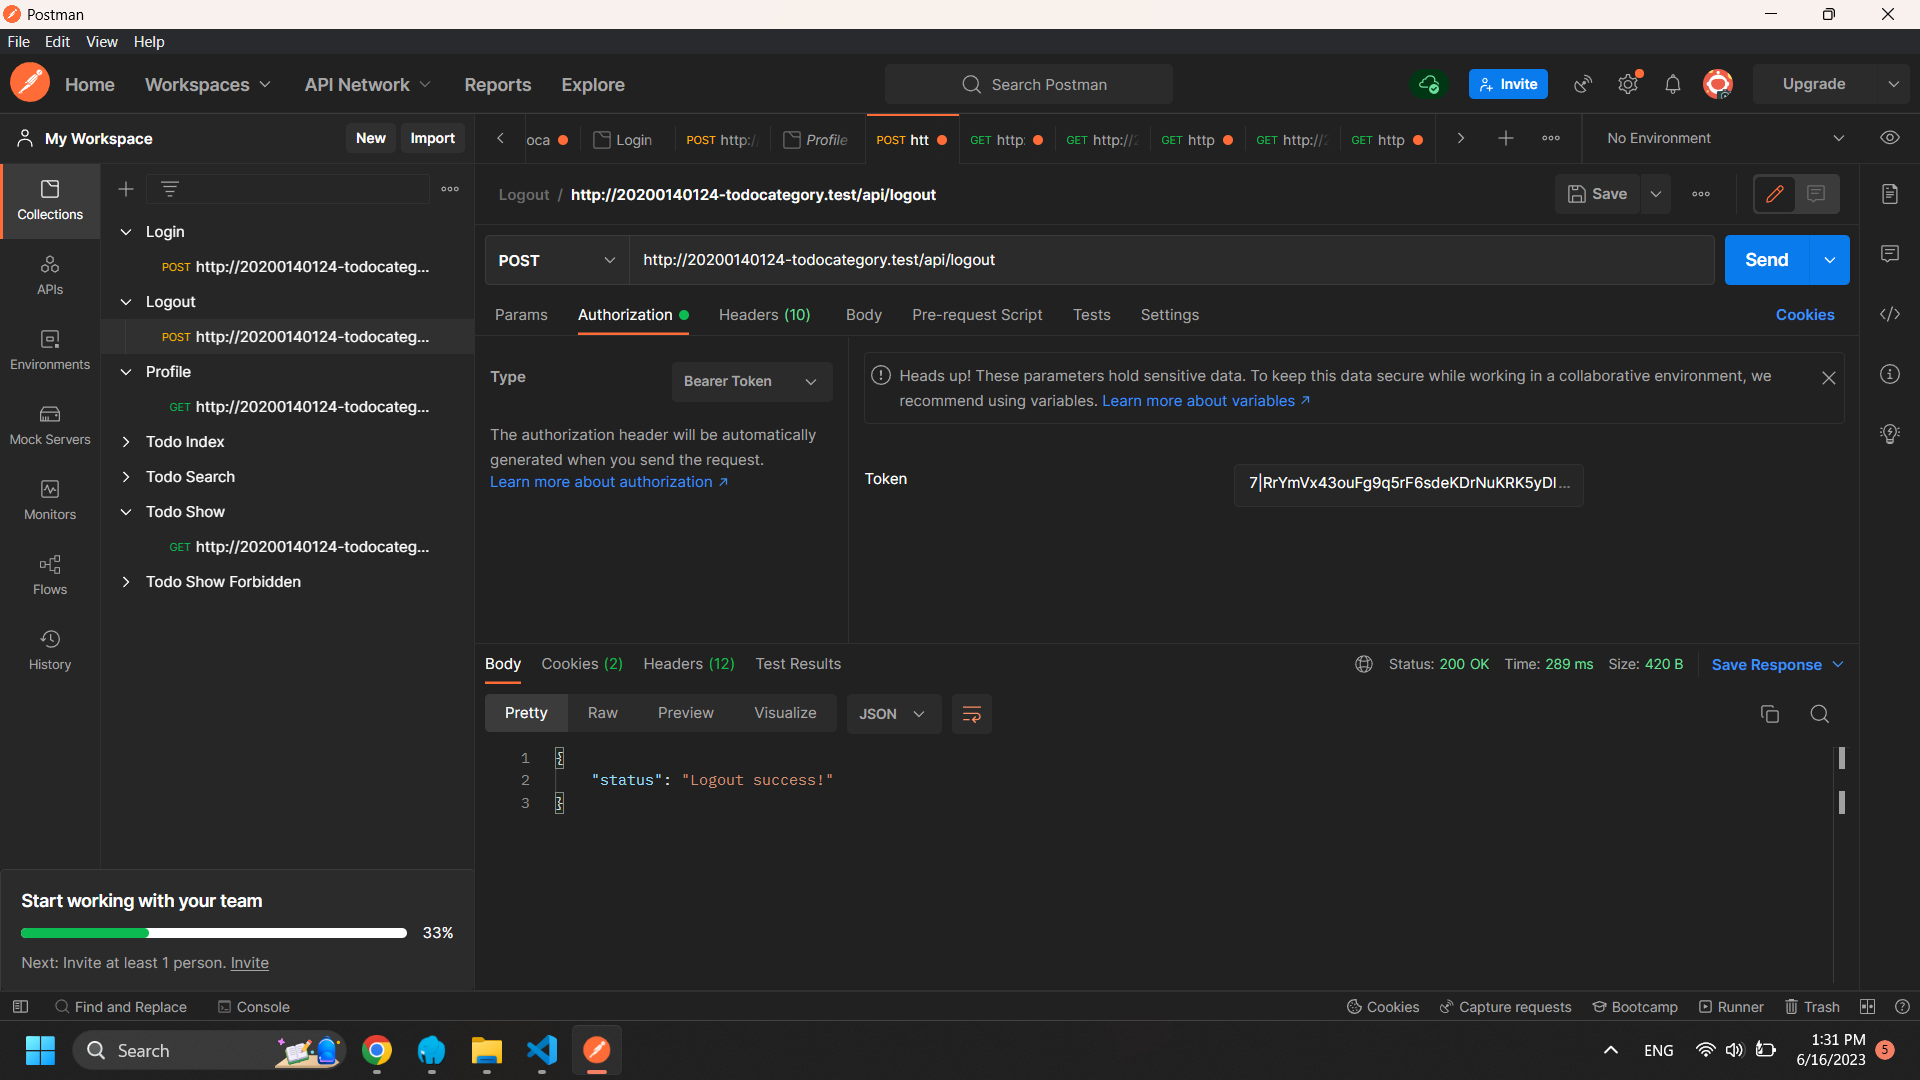 Postman
File Edit View Help
Home Workspaces API Network Reports Explore Search Postman Invite Upgrade
My Workspace New Import
oca Login POST http:/ Profile POST htt GET http: GET http:// GET http GET http:// GET http No Environment
Collections
APIs
Environments
Mock Servers
Monitors
Flows
History
Login
POST http://20200140124-todocateg...
Logout
POST http://20200140124-todocateg...
Profile
GET http://20200140124-todocateg...
Todo Index
Todo Search
Todo Show
GET http://20200140124-todocateg...
Todo Show Forbidden
Start working with your team
33%
Next: Invite at least 1 person. Invite
Logout / http://20200140124-todocategory.test/api/logout Save
POST http://20200140124-todocategory.test/api/logout Send
Params Authorization Headers (10) Body Pre-request Script Tests Settings Cookies
Type Bearer Token
The authorization header will be automatically
generated when you send the request.
Learn more about authorization ↗
Heads up! These parameters hold sensitive data. To keep this data secure while working in a collaborative environment, we
recommend using variables. Learn more about variables ↗
Token 7|RrYmVx43ouFg9q5rF6sdeKDrNuKRK5yDI...
Body Cookies (2) Headers (12) Test Results Status: 200 OK Time: 289 ms Size: 420 B Save Response
Pretty Raw Preview Visualize JSON
1 {
2 "status": "Logout success!"
3 }
Find and Replace Console Cookies Capture requests Bootcamp Runner Trash
Search ENG 1:31 PM
6/16/2023 5